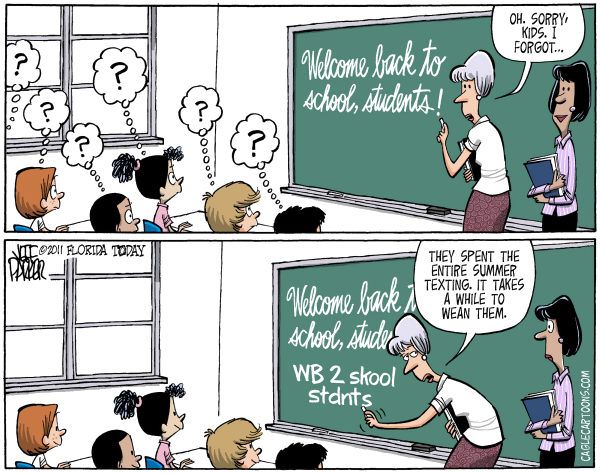 OH. SORRY,
KIDS. I
FORGOT...
Welcome back to
school, students!
?
?
?
?
?
JEFF PARKER ©2011 FLORIDA TODAY
THEY SPENT THE
ENTIRE SUMMER
TEXTING. IT TAKES
A WHILE TO
WEAN THEM.
Welcome back t
school, stude
WB 2 skool
stdnts
CAGLECARTOONS.COM